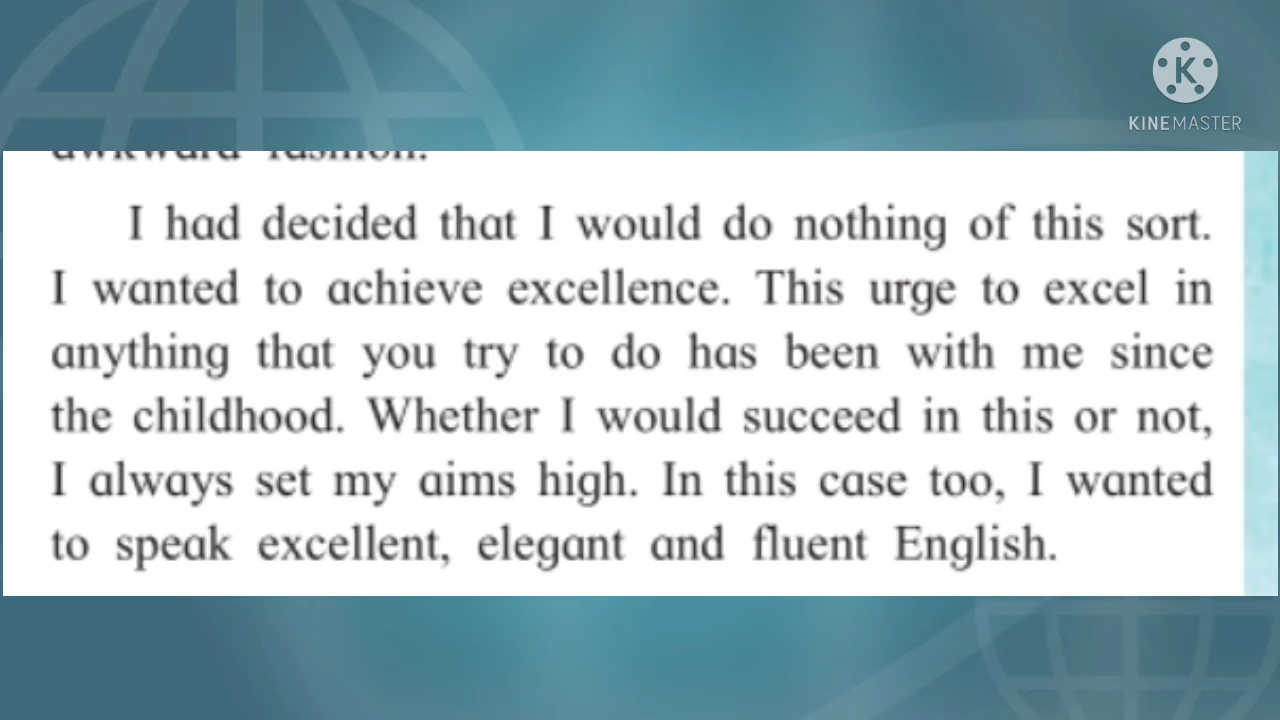 K
KINEMASTER
awkward fashion.
I had decided that I would do nothing of this sort.
I wanted to achieve excellence. This urge to excel in
anything that you try to do has been with me since
the childhood. Whether I would succeed in this or not,
I always set my aims high. In this case too, I wanted
to speak excellent, elegant and fluent English.